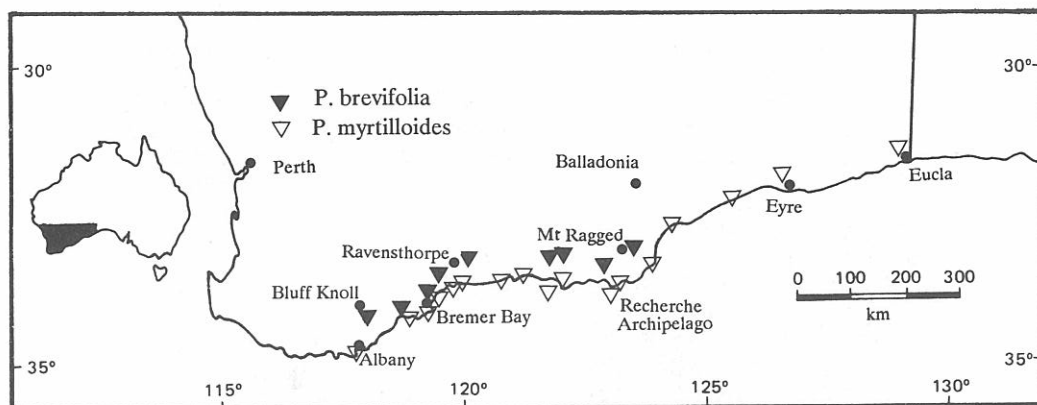 30°
30°
P. brevifolia
P. myrtilloides
Perth
Balladonia
Eucla
Eyre
Mt Ragged
Ravensthorpe
Bluff Knoll
Bremer Bay
Recherche
Archipelago
Albany
0 100 200 300
km
35°
35°
115°
120°
125°
130°